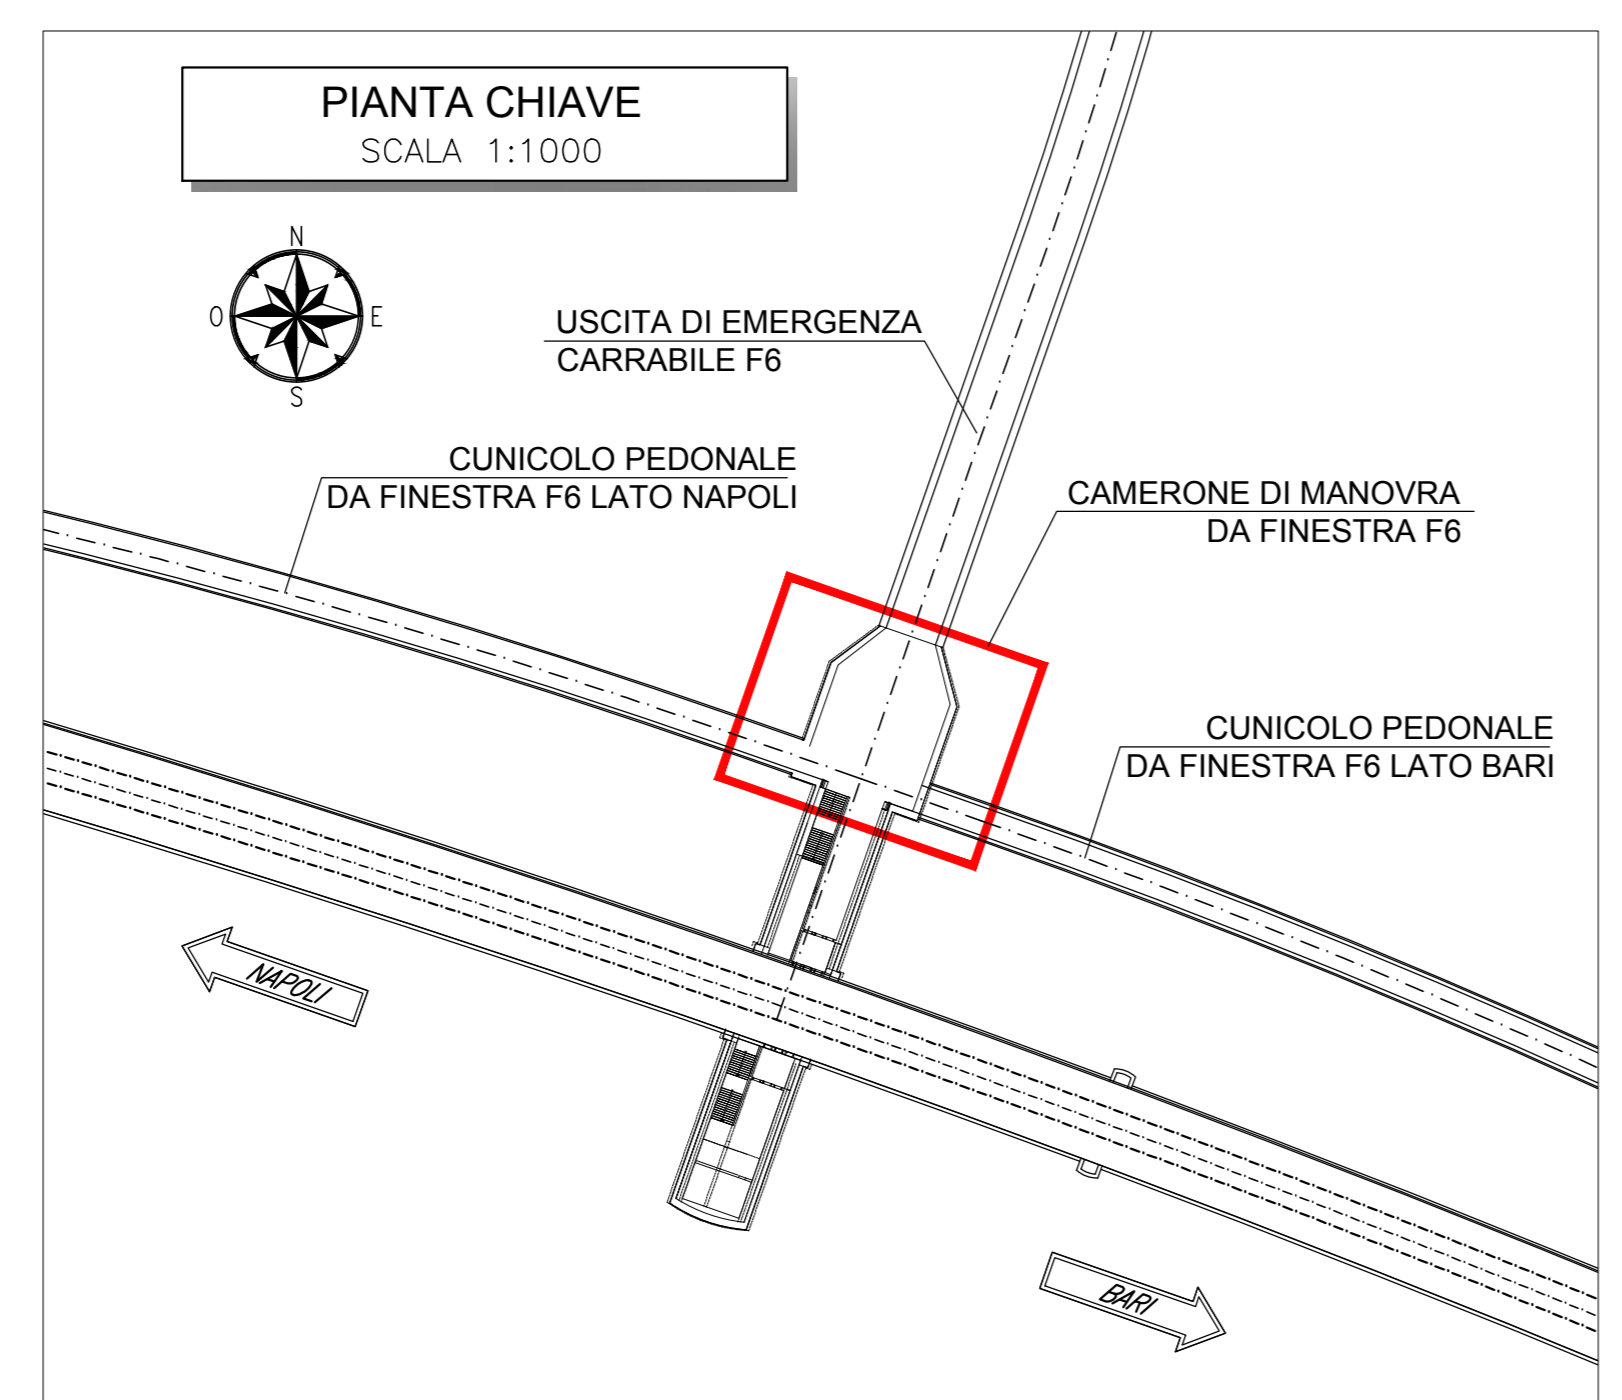 PIANTA CHIAVE
SCALA 1:1000
N
O
E
S
USCITA DI EMERGENZA
CARRABILE F6
CUNICOLO PEDONALE
DA FINESTRA F6 LATO NAPOLI
CAMERONE DI MANOVRA
DA FINESTRA F6
CUNICOLO PEDONALE
DA FINESTRA F6 LATO BARI
NAPOLI
BARI